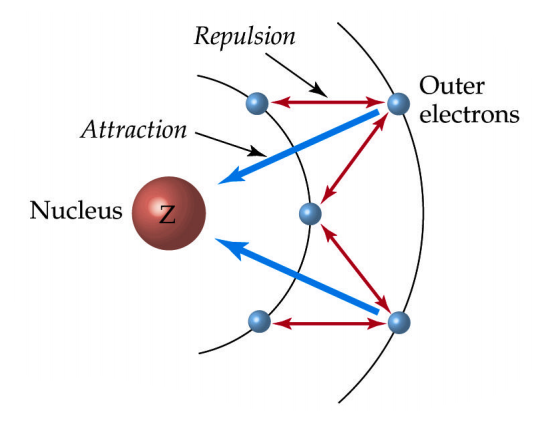 Repulsion
Outer
electrons
Attraction
Nucleus
Z